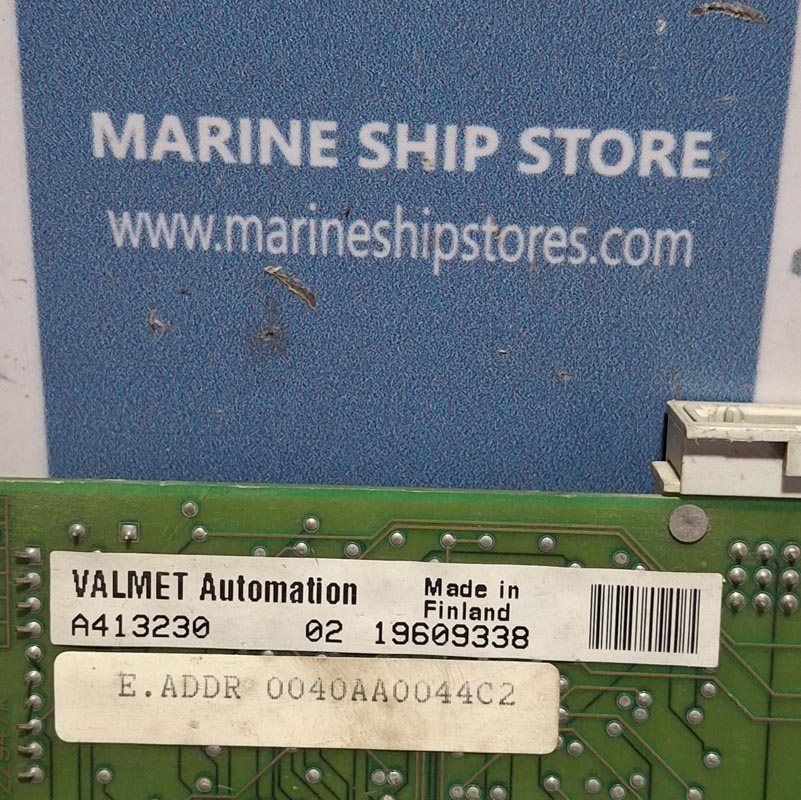 MARINE SHIP STORE
www.marineshipstores.com
VALMET Automation
Made in
Finland
A413230 02 19609338
E.ADDR 0040AA0044C2